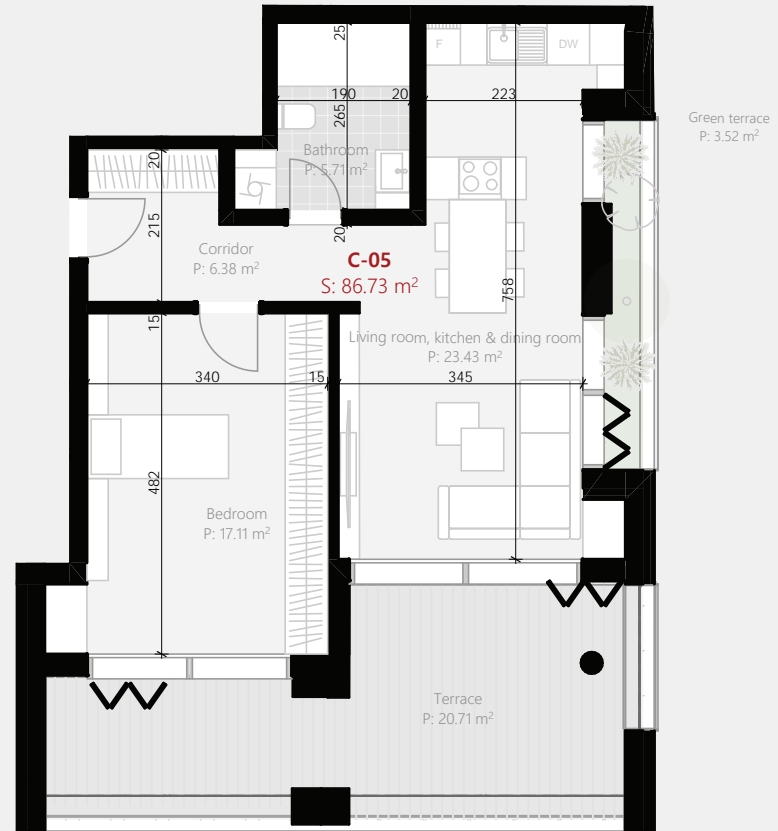 25
F
DW
190
20
223
265
Green terrace
P: 3.52 m²
Bathroom
P: 5.71 m²
20
215
20
Corridor
P: 6.38 m²
C-05
S: 86.73 m²
758
15
Living room, kitchen & dining room
P: 23.43 m²
340
15
345
482
Bedroom
P: 17.11 m²
Terrace
P: 20.71 m²